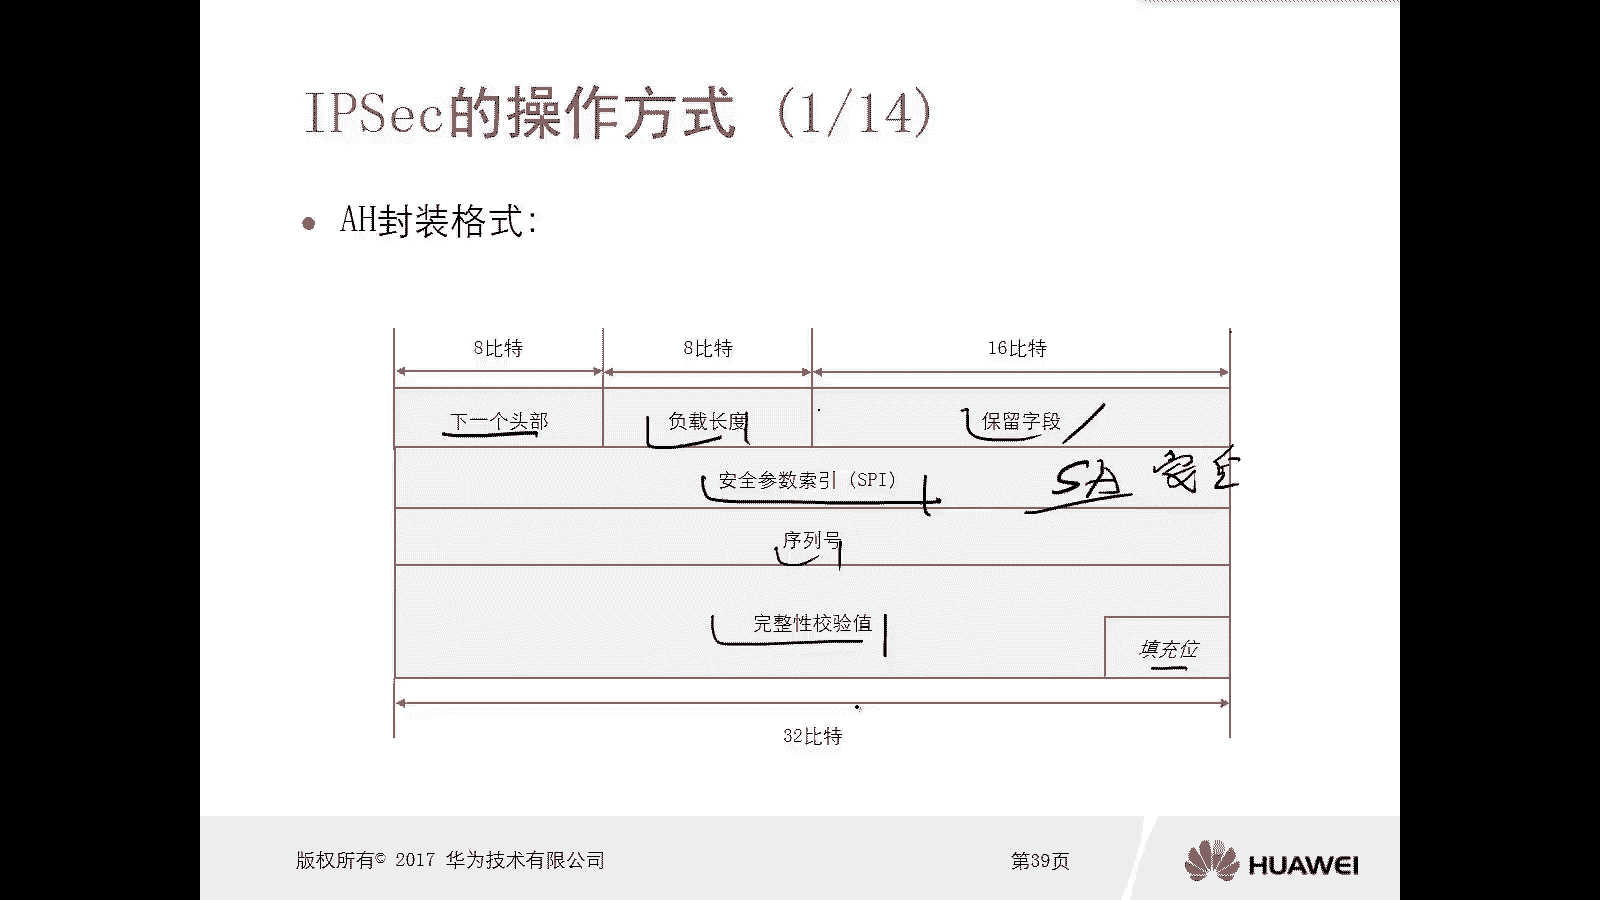 IPSec的操作方式 (1/14)
AH封装格式:
8比特 8比特 16比特
下一个头部 负载长度 保留字段
安全参数索引 (SPI) SA 安全
序列号
完整性校验值
填充位
32比特
版权所有© 2017 华为技术有限公司 第39页 HUAWEI